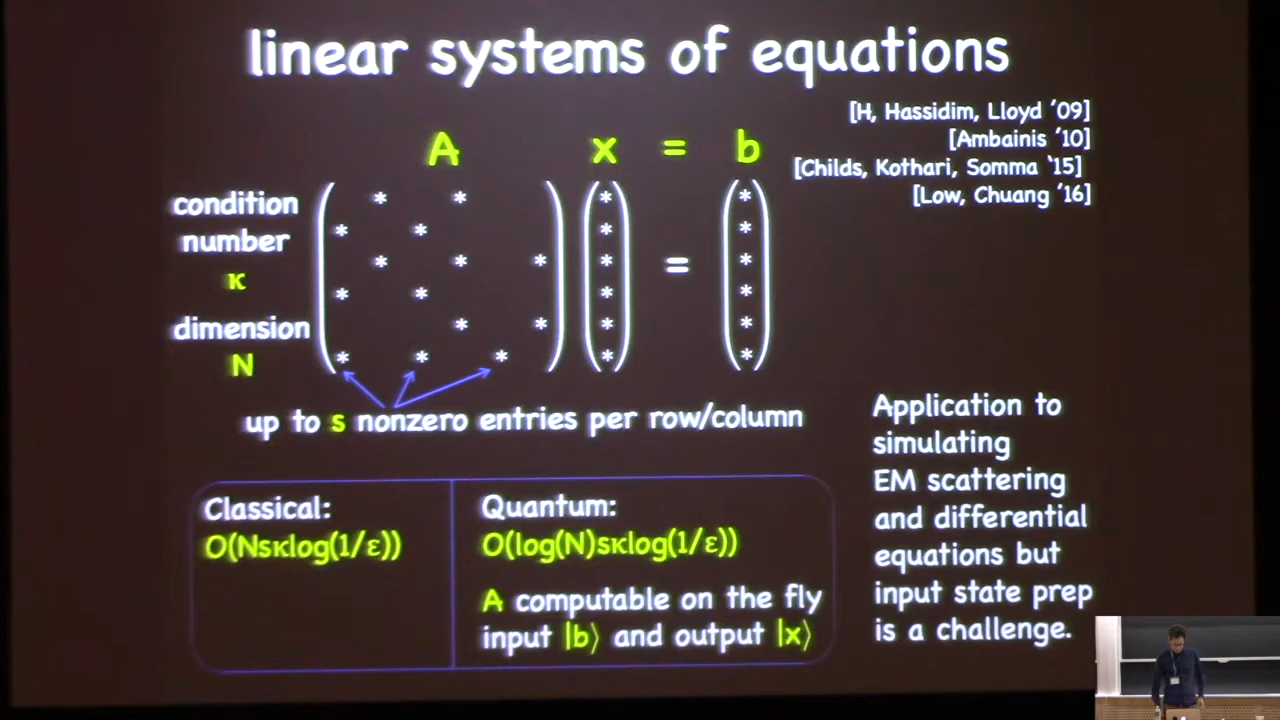 linear systems of equations
[H, Hassidim, Lloyd '09]
[Ambainis '10]
[Childs, Kothari, Somma '15]
[Low, Chuang '16]
A x = b
condition
number
κ
dimension
N
( * * ) ( * ) ( * )
* * * *
* * * * = *
* * * *
* * * *
* * * * *
up to s nonzero entries per row/column
Classical:
O(Nsκlog(1/ε))
Quantum:
O(log(N)sκlog(1/ε))
A computable on the fly
input |b⟩ and output |x⟩
Application to
simulating
EM scattering
and differential
equations but
input state prep
is a challenge.